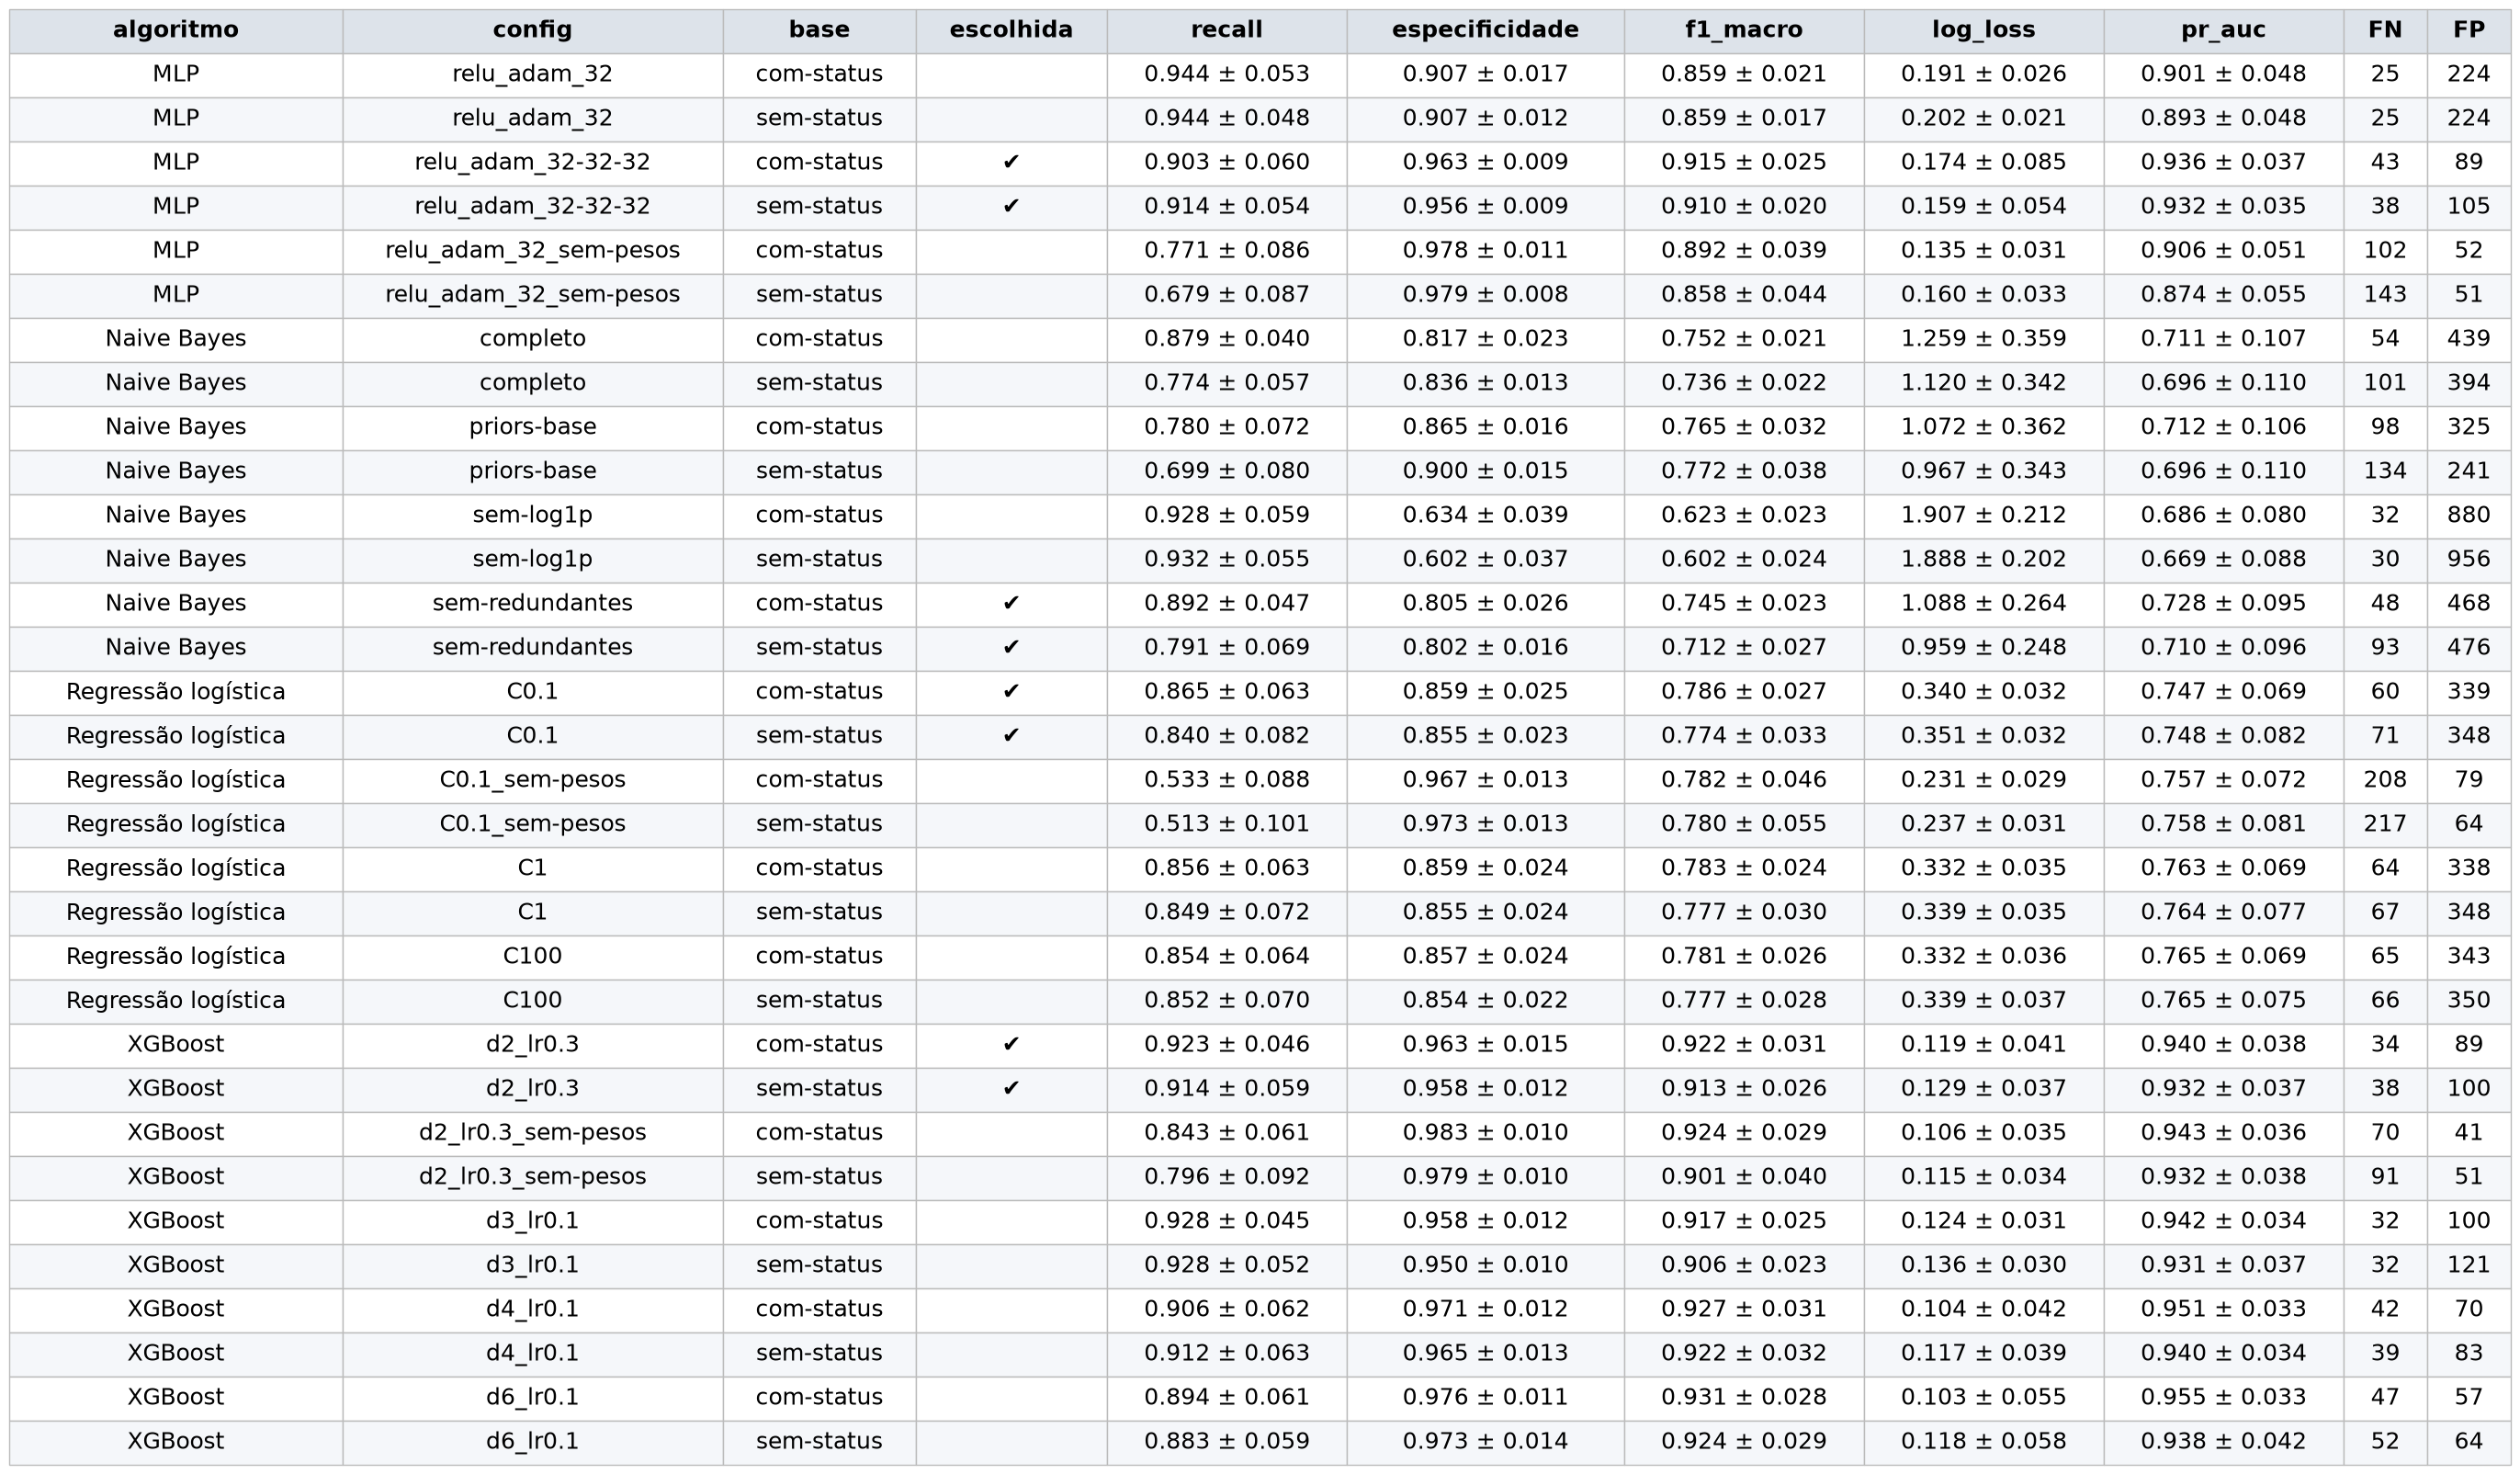 algoritmo config base escolhida recall especificidade f1_macro log_loss pr_auc FN FP
MLP relu_adam_32 com-status 0.944 ± 0.053 0.907 ± 0.017 0.859 ± 0.021 0.191 ± 0.026 0.901 ± 0.048 25 224
MLP relu_adam_32 sem-status 0.944 ± 0.048 0.907 ± 0.012 0.859 ± 0.017 0.202 ± 0.021 0.893 ± 0.048 25 224
MLP relu_adam_32-32-32 com-status ✔ 0.903 ± 0.060 0.963 ± 0.009 0.915 ± 0.025 0.174 ± 0.085 0.936 ± 0.037 43 89
MLP relu_adam_32-32-32 sem-status ✔ 0.914 ± 0.054 0.956 ± 0.009 0.910 ± 0.020 0.159 ± 0.054 0.932 ± 0.035 38 105
MLP relu_adam_32_sem-pesos com-status 0.771 ± 0.086 0.978 ± 0.011 0.892 ± 0.039 0.135 ± 0.031 0.906 ± 0.051 102 52
MLP relu_adam_32_sem-pesos sem-status 0.679 ± 0.087 0.979 ± 0.008 0.858 ± 0.044 0.160 ± 0.033 0.874 ± 0.055 143 51
Naive Bayes completo com-status 0.879 ± 0.040 0.817 ± 0.023 0.752 ± 0.021 1.259 ± 0.359 0.711 ± 0.107 54 439
Naive Bayes completo sem-status 0.774 ± 0.057 0.836 ± 0.013 0.736 ± 0.022 1.120 ± 0.342 0.696 ± 0.110 101 394
Naive Bayes priors-base com-status 0.780 ± 0.072 0.865 ± 0.016 0.765 ± 0.032 1.072 ± 0.362 0.712 ± 0.106 98 325
Naive Bayes priors-base sem-status 0.699 ± 0.080 0.900 ± 0.015 0.772 ± 0.038 0.967 ± 0.343 0.696 ± 0.110 134 241
Naive Bayes sem-log1p com-status 0.928 ± 0.059 0.634 ± 0.039 0.623 ± 0.023 1.907 ± 0.212 0.686 ± 0.080 32 880
Naive Bayes sem-log1p sem-status 0.932 ± 0.055 0.602 ± 0.037 0.602 ± 0.024 1.888 ± 0.202 0.669 ± 0.088 30 956
Naive Bayes sem-redundantes com-status ✔ 0.892 ± 0.047 0.805 ± 0.026 0.745 ± 0.023 1.088 ± 0.264 0.728 ± 0.095 48 468
Naive Bayes sem-redundantes sem-status ✔ 0.791 ± 0.069 0.802 ± 0.016 0.712 ± 0.027 0.959 ± 0.248 0.710 ± 0.096 93 476
Regressão logística C0.1 com-status ✔ 0.865 ± 0.063 0.859 ± 0.025 0.786 ± 0.027 0.340 ± 0.032 0.747 ± 0.069 60 339
Regressão logística C0.1 sem-status ✔ 0.840 ± 0.082 0.855 ± 0.023 0.774 ± 0.033 0.351 ± 0.032 0.748 ± 0.082 71 348
Regressão logística C0.1_sem-pesos com-status 0.533 ± 0.088 0.967 ± 0.013 0.782 ± 0.046 0.231 ± 0.029 0.757 ± 0.072 208 79
Regressão logística C0.1_sem-pesos sem-status 0.513 ± 0.101 0.973 ± 0.013 0.780 ± 0.055 0.237 ± 0.031 0.758 ± 0.081 217 64
Regressão logística C1 com-status 0.856 ± 0.063 0.859 ± 0.024 0.783 ± 0.024 0.332 ± 0.035 0.763 ± 0.069 64 338
Regressão logística C1 sem-status 0.849 ± 0.072 0.855 ± 0.024 0.777 ± 0.030 0.339 ± 0.035 0.764 ± 0.077 67 348
Regressão logística C100 com-status 0.854 ± 0.064 0.857 ± 0.024 0.781 ± 0.026 0.332 ± 0.036 0.765 ± 0.069 65 343
Regressão logística C100 sem-status 0.852 ± 0.070 0.854 ± 0.022 0.777 ± 0.028 0.339 ± 0.037 0.765 ± 0.075 66 350
XGBoost d2_lr0.3 com-status ✔ 0.923 ± 0.046 0.963 ± 0.015 0.922 ± 0.031 0.119 ± 0.041 0.940 ± 0.038 34 89
XGBoost d2_lr0.3 sem-status ✔ 0.914 ± 0.059 0.958 ± 0.012 0.913 ± 0.026 0.129 ± 0.037 0.932 ± 0.037 38 100
XGBoost d2_lr0.3_sem-pesos com-status 0.843 ± 0.061 0.983 ± 0.010 0.924 ± 0.029 0.106 ± 0.035 0.943 ± 0.036 70 41
XGBoost d2_lr0.3_sem-pesos sem-status 0.796 ± 0.092 0.979 ± 0.010 0.901 ± 0.040 0.115 ± 0.034 0.932 ± 0.038 91 51
XGBoost d3_lr0.1 com-status 0.928 ± 0.045 0.958 ± 0.012 0.917 ± 0.025 0.124 ± 0.031 0.942 ± 0.034 32 100
XGBoost d3_lr0.1 sem-status 0.928 ± 0.052 0.950 ± 0.010 0.906 ± 0.023 0.136 ± 0.030 0.931 ± 0.037 32 121
XGBoost d4_lr0.1 com-status 0.906 ± 0.062 0.971 ± 0.012 0.927 ± 0.031 0.104 ± 0.042 0.951 ± 0.033 42 70
XGBoost d4_lr0.1 sem-status 0.912 ± 0.063 0.965 ± 0.013 0.922 ± 0.032 0.117 ± 0.039 0.940 ± 0.034 39 83
XGBoost d6_lr0.1 com-status 0.894 ± 0.061 0.976 ± 0.011 0.931 ± 0.028 0.103 ± 0.055 0.955 ± 0.033 47 57
XGBoost d6_lr0.1 sem-status 0.883 ± 0.059 0.973 ± 0.014 0.924 ± 0.029 0.118 ± 0.058 0.938 ± 0.042 52 64